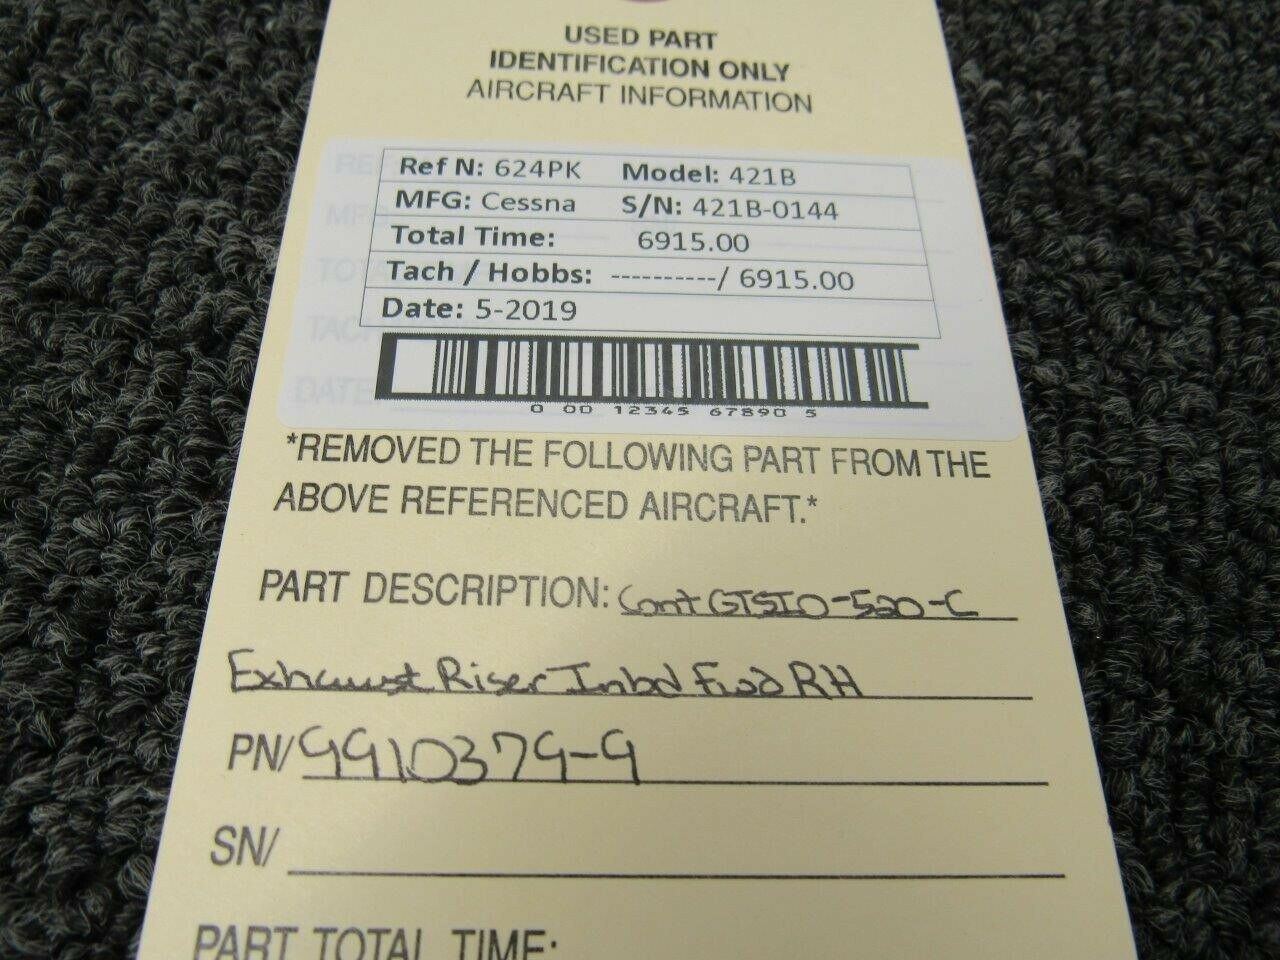 USED PART
IDENTIFICATION ONLY
AIRCRAFT INFORMATION
Ref N: 624PK Model: 421B
MFG: Cessna S/N: 421B-0144
Total Time: 6915.00
Tach / Hobbs: ----------/ 6915.00
Date: 5-2019
0 00 12345 67890 5
*REMOVED THE FOLLOWING PART FROM THE
ABOVE REFERENCED AIRCRAFT.*
PART DESCRIPTION: Cont GTSIO-520-C
Exhaust Riser Inbd Fwd RH
PN/ 9910379-9
SN/
PART TOTAL TIME: